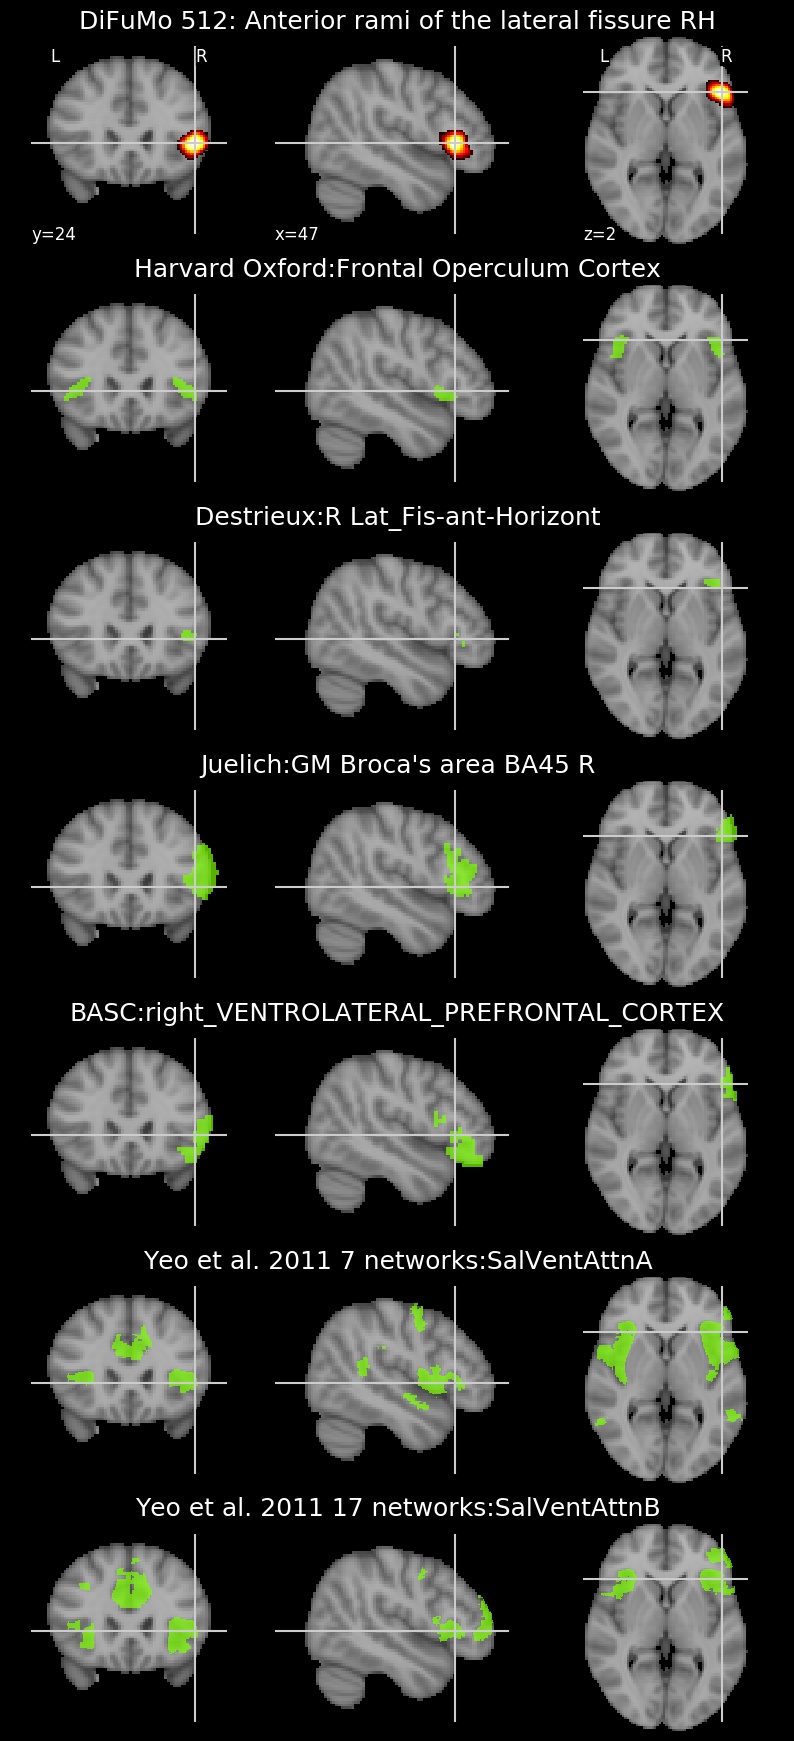 DiFuMo 512: Anterior rami of the lateral fissure RH
L R L R
y=24 x=47 z=2
Harvard Oxford:Frontal Operculum Cortex
Destrieux:R Lat_Fis-ant-Horizont
Juelich:GM Broca's area BA45 R
BASC:right_VENTROLATERAL_PREFRONTAL_CORTEX
Yeo et al. 2011 7 networks:SalVentAttnA
Yeo et al. 2011 17 networks:SalVentAttnB